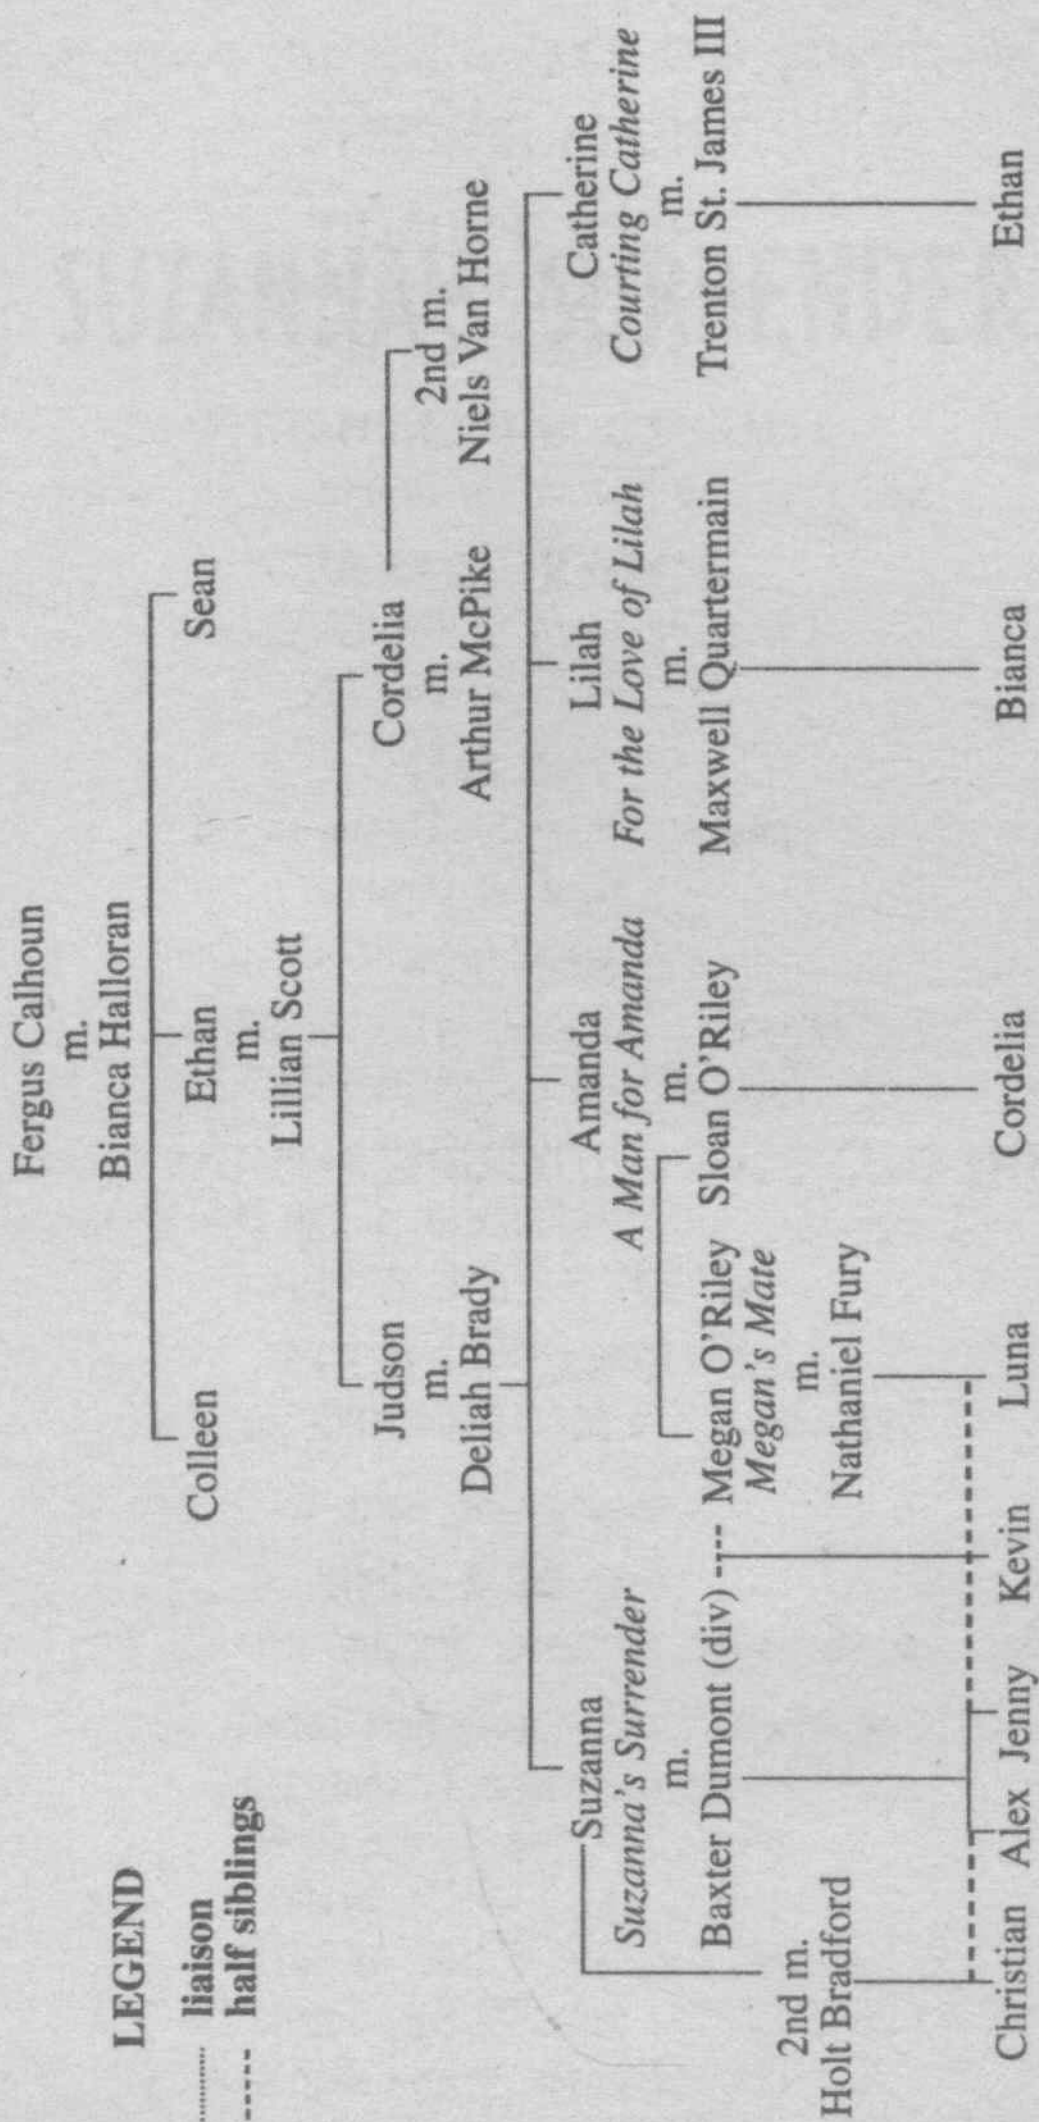 Fergus Calhoun
m.
Bianca Halloran
Colleen
Ethan
m.
Lillian Scott
Sean
LEGEND
liaison
half siblings
Judson
m.
Deliah Brady
Cordelia
m.
Arthur McPike
2nd m.
Niels Van Horne
Suzanna
Suzanna's Surrender
m.
Baxter Dumont (div)
2nd m.
Holt Bradford
Amanda
A Man for Amanda
m.
Sloan O'Riley
Megan O'Riley
Megan's Mate
m.
Nathaniel Fury
Lilah
For the Love of Lilah
m.
Maxwell Quartermain
Catherine
Courting Catherine
m.
Trenton St. James III
Christian Alex Jenny Kevin Luna Cordelia Bianca Ethan